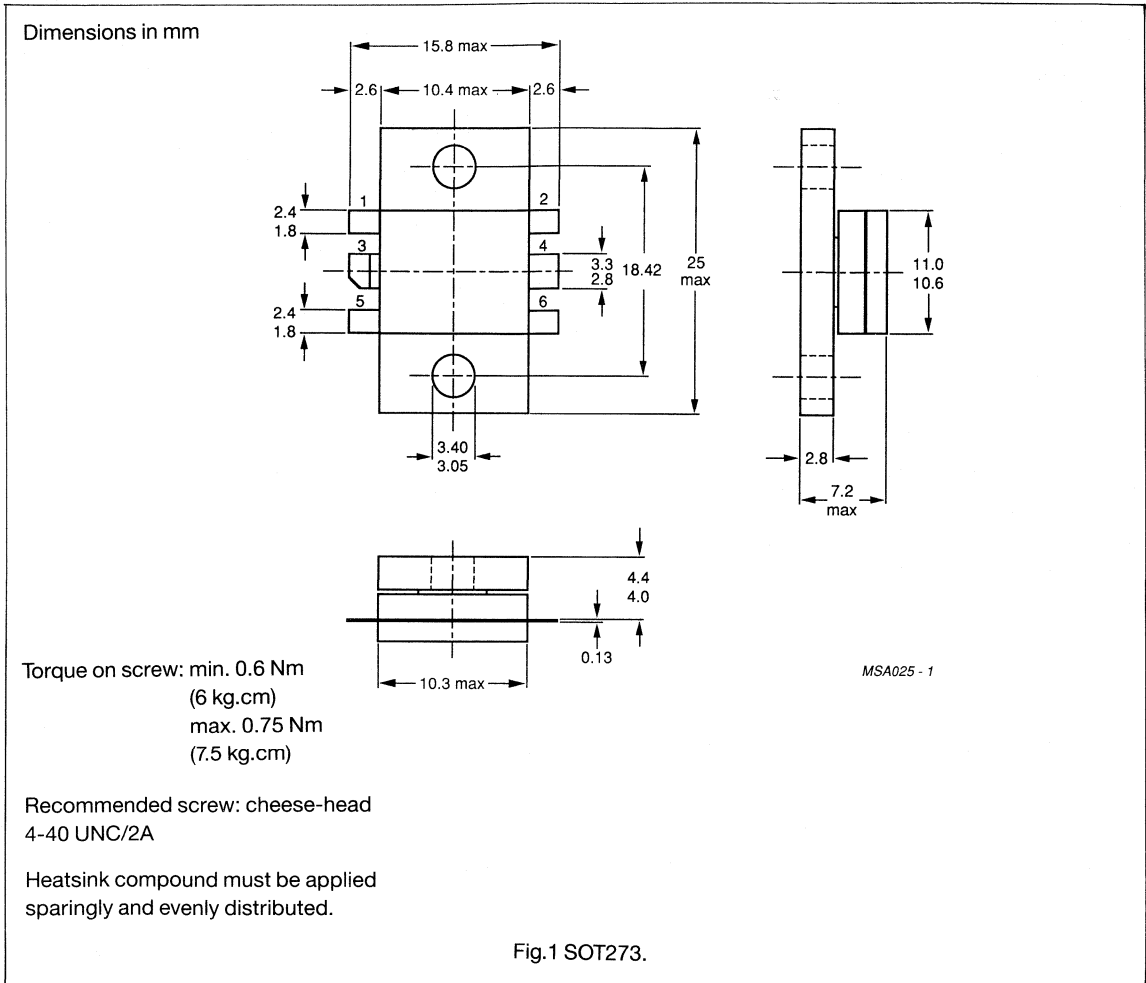 Dimensions in mm
15.8 max
2.6
10.4 max
2.6
1
2
2.4
1.8
3
4
3.3
2.8
18.42
25
max
11.0
10.6
5
6
2.4
1.8
3.40
3.05
2.8
7.2
max
4.4
4.0
0.13
10.3 max
MSA025 - 1
Torque on screw: min. 0.6 Nm
(6 kg.cm)
max. 0.75 Nm
(7.5 kg.cm)
Recommended screw: cheese-head
4-40 UNC/2A
Heatsink compound must be applied
sparingly and evenly distributed.
Fig.1 SOT273.